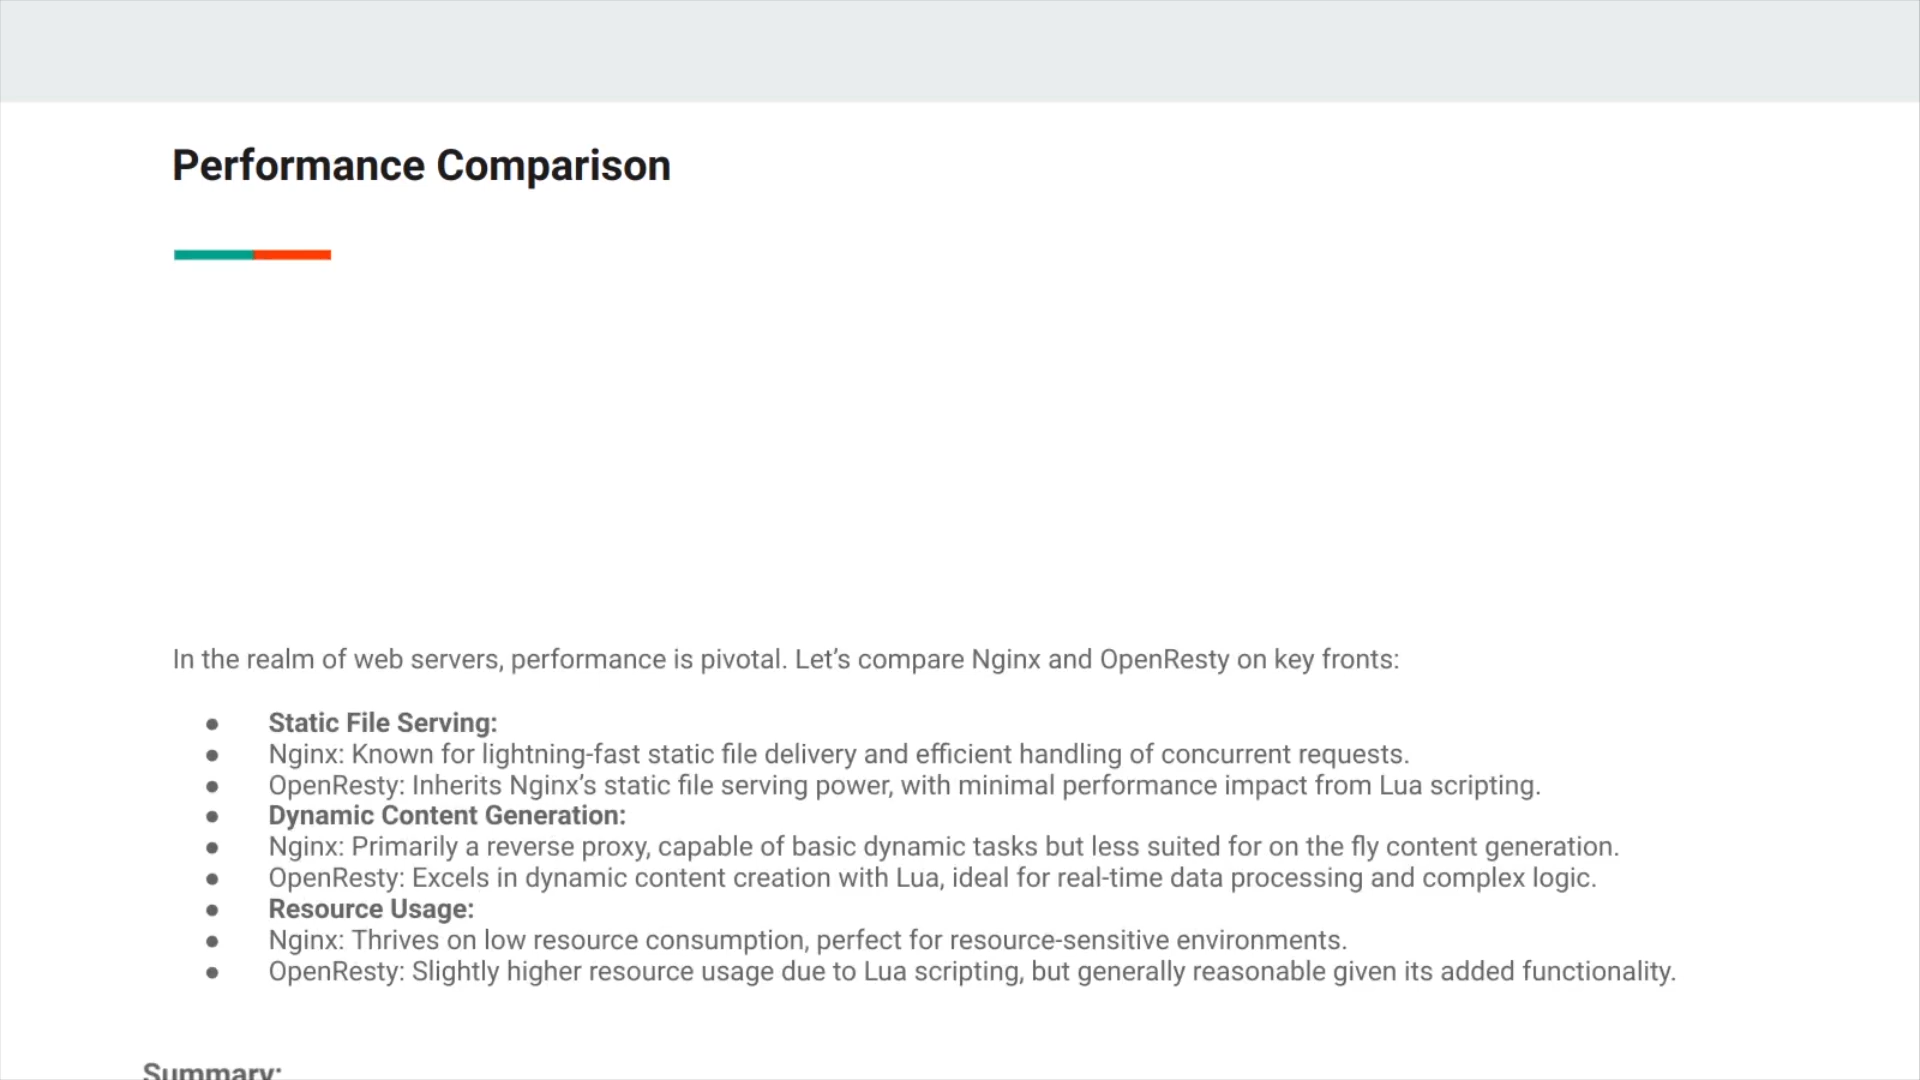 Performance Comparison
In the realm of web servers, performance is pivotal. Let’s compare Nginx and OpenResty on key fronts:
● Static File Serving:
● Nginx: Known for lightning-fast static file delivery and efficient handling of concurrent requests.
● OpenResty: Inherits Nginx’s static file serving power, with minimal performance impact from Lua scripting.
● Dynamic Content Generation:
● Nginx: Primarily a reverse proxy, capable of basic dynamic tasks but less suited for on the fly content generation.
● OpenResty: Excels in dynamic content creation with Lua, ideal for real-time data processing and complex logic.
● Resource Usage:
● Nginx: Thrives on low resource consumption, perfect for resource-sensitive environments.
● OpenResty: Slightly higher resource usage due to Lua scripting, but generally reasonable given its added functionality.
Summary: